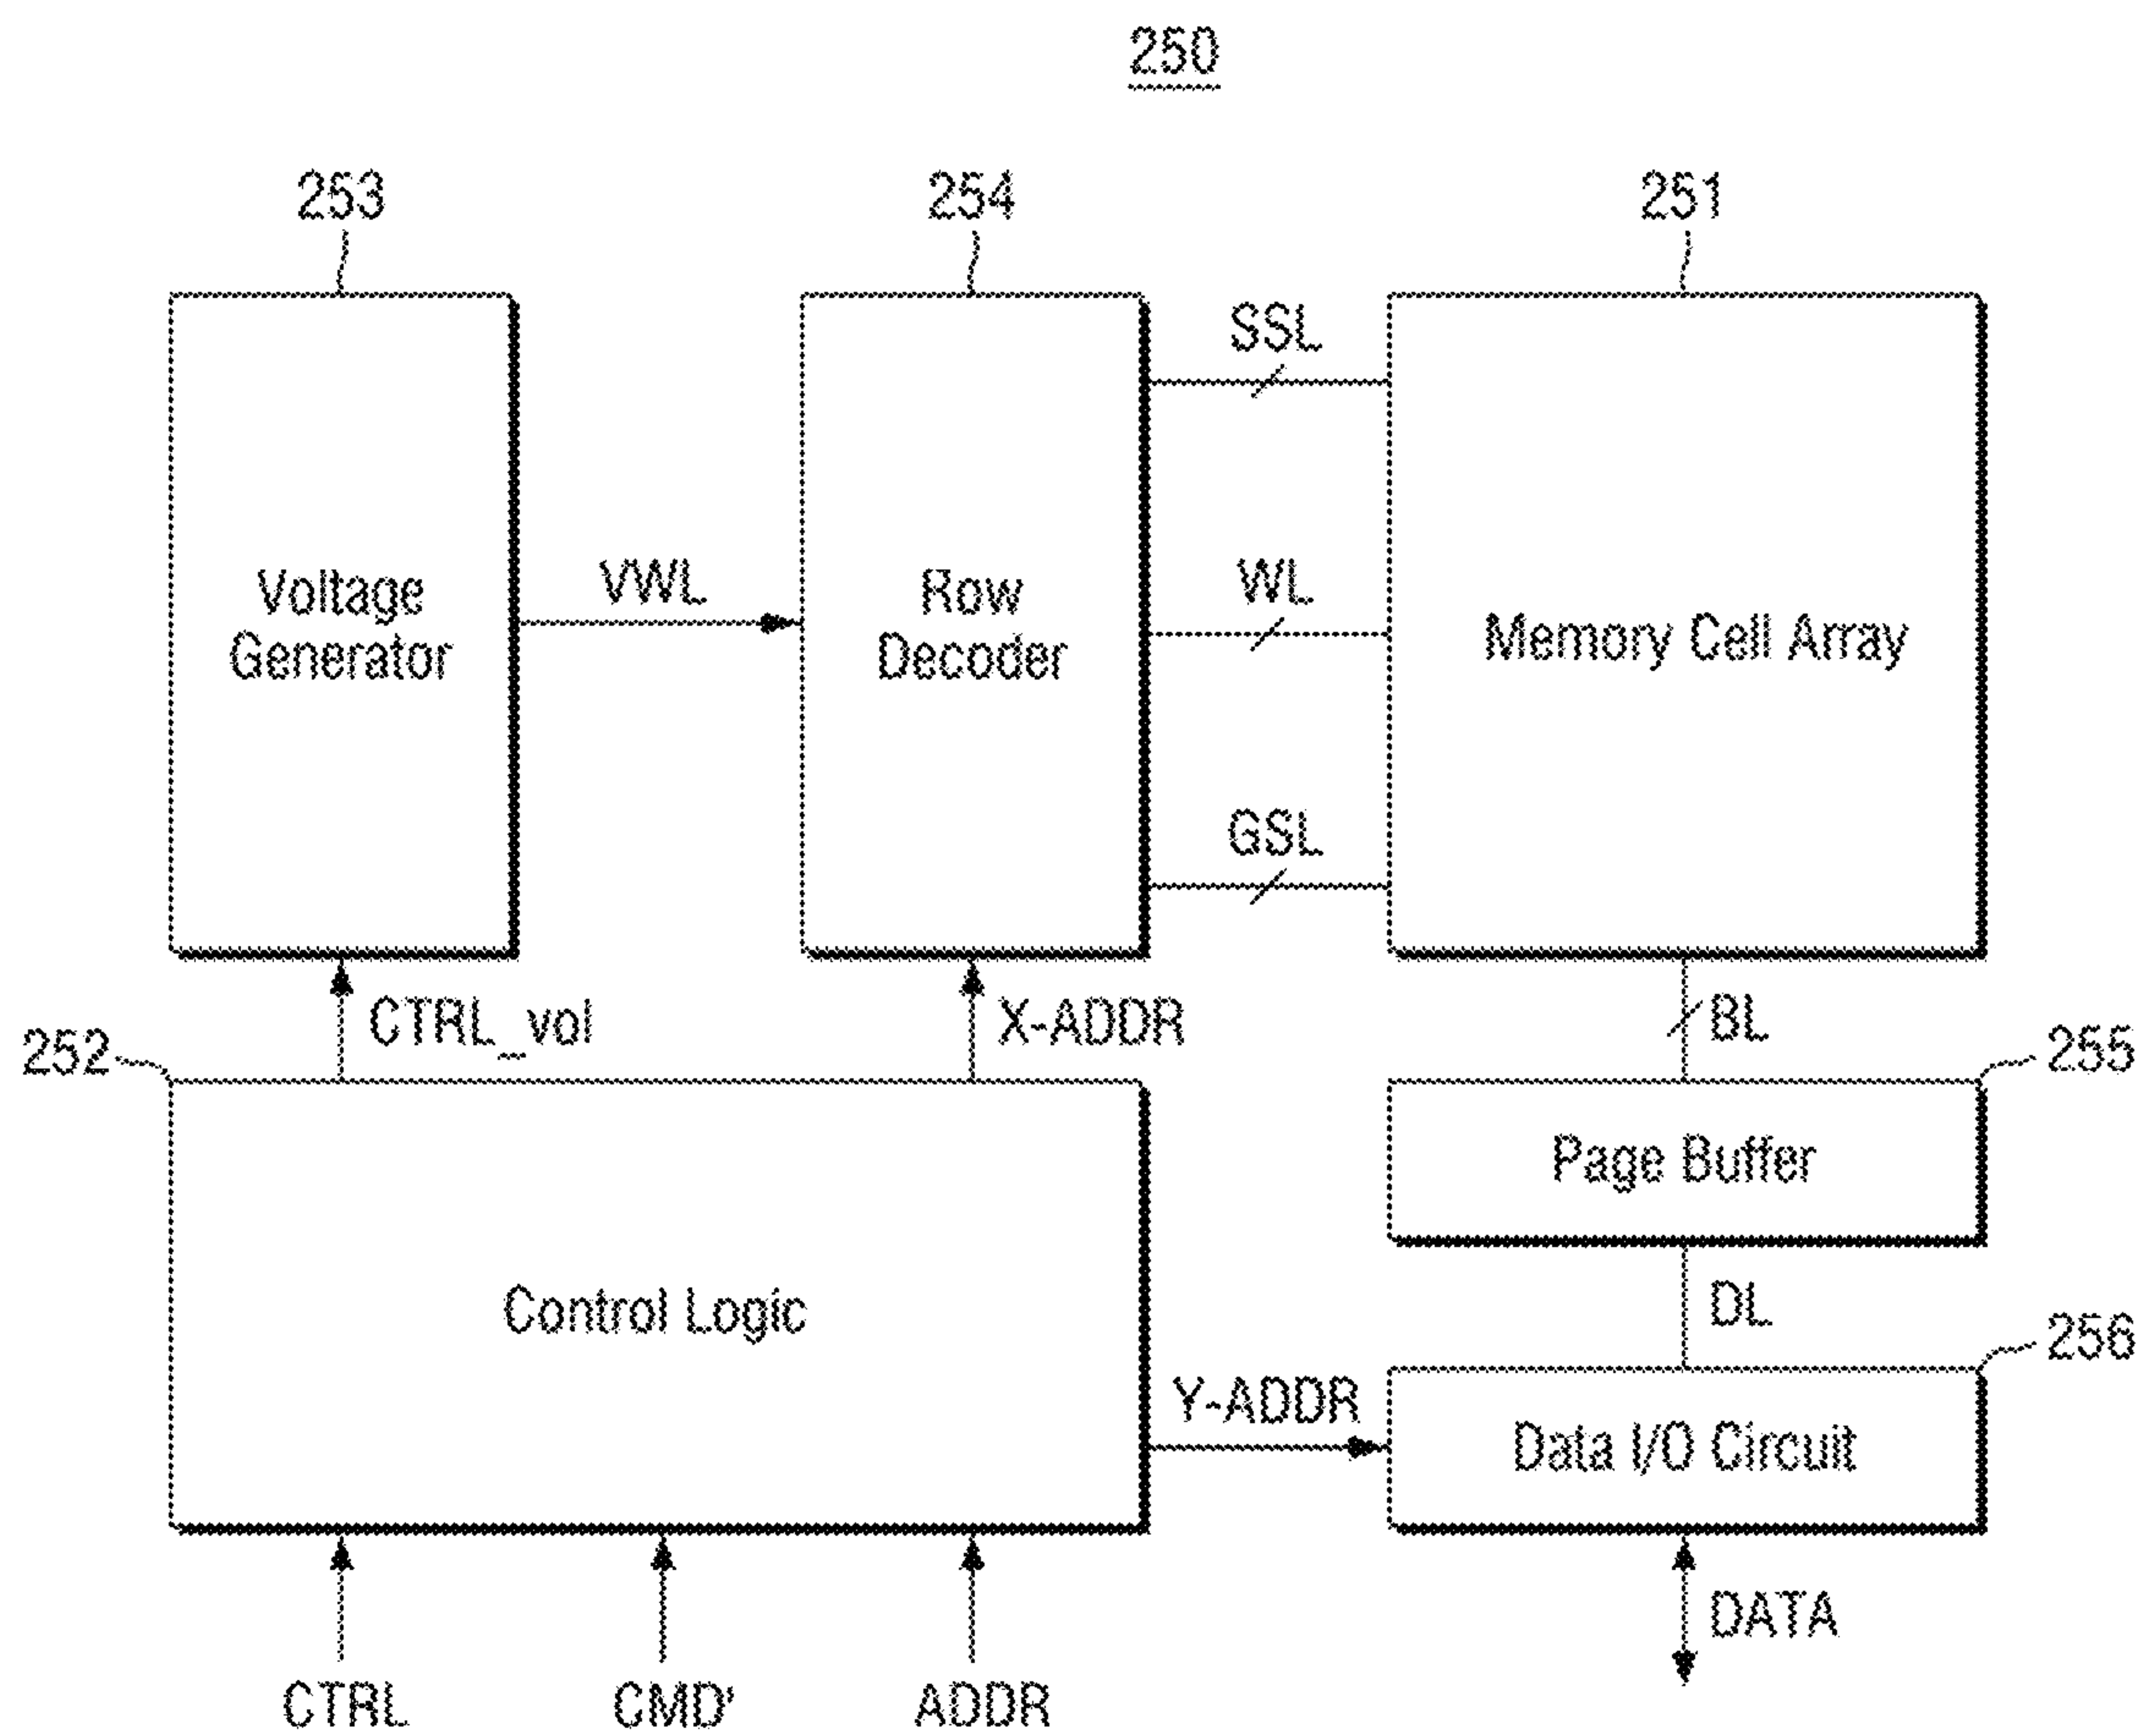 250
253
254
251
SSL
VWL
WL
Voltage
Generator
Row
Decoder
Memory Cell Array
GSL
CTRL_vol
X-ADDR
BL
252
255
Page Buffer
Control Logic
DL
256
Y-ADDR
Data I/O Circuit
DATA
CTRL
CMD'
ADDR